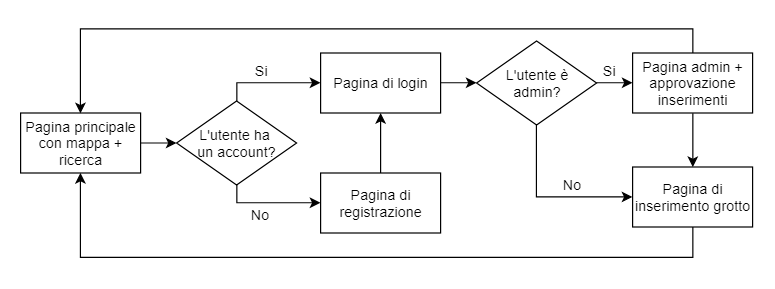 Pagina principale
con mappa +
ricerca
L'utente ha
un account?
Si
No
Pagina di login
Pagina di
registrazione
L'utente è
admin?
Si
No
Pagina admin +
approvazione
inserimenti
Pagina di
inserimento grotto